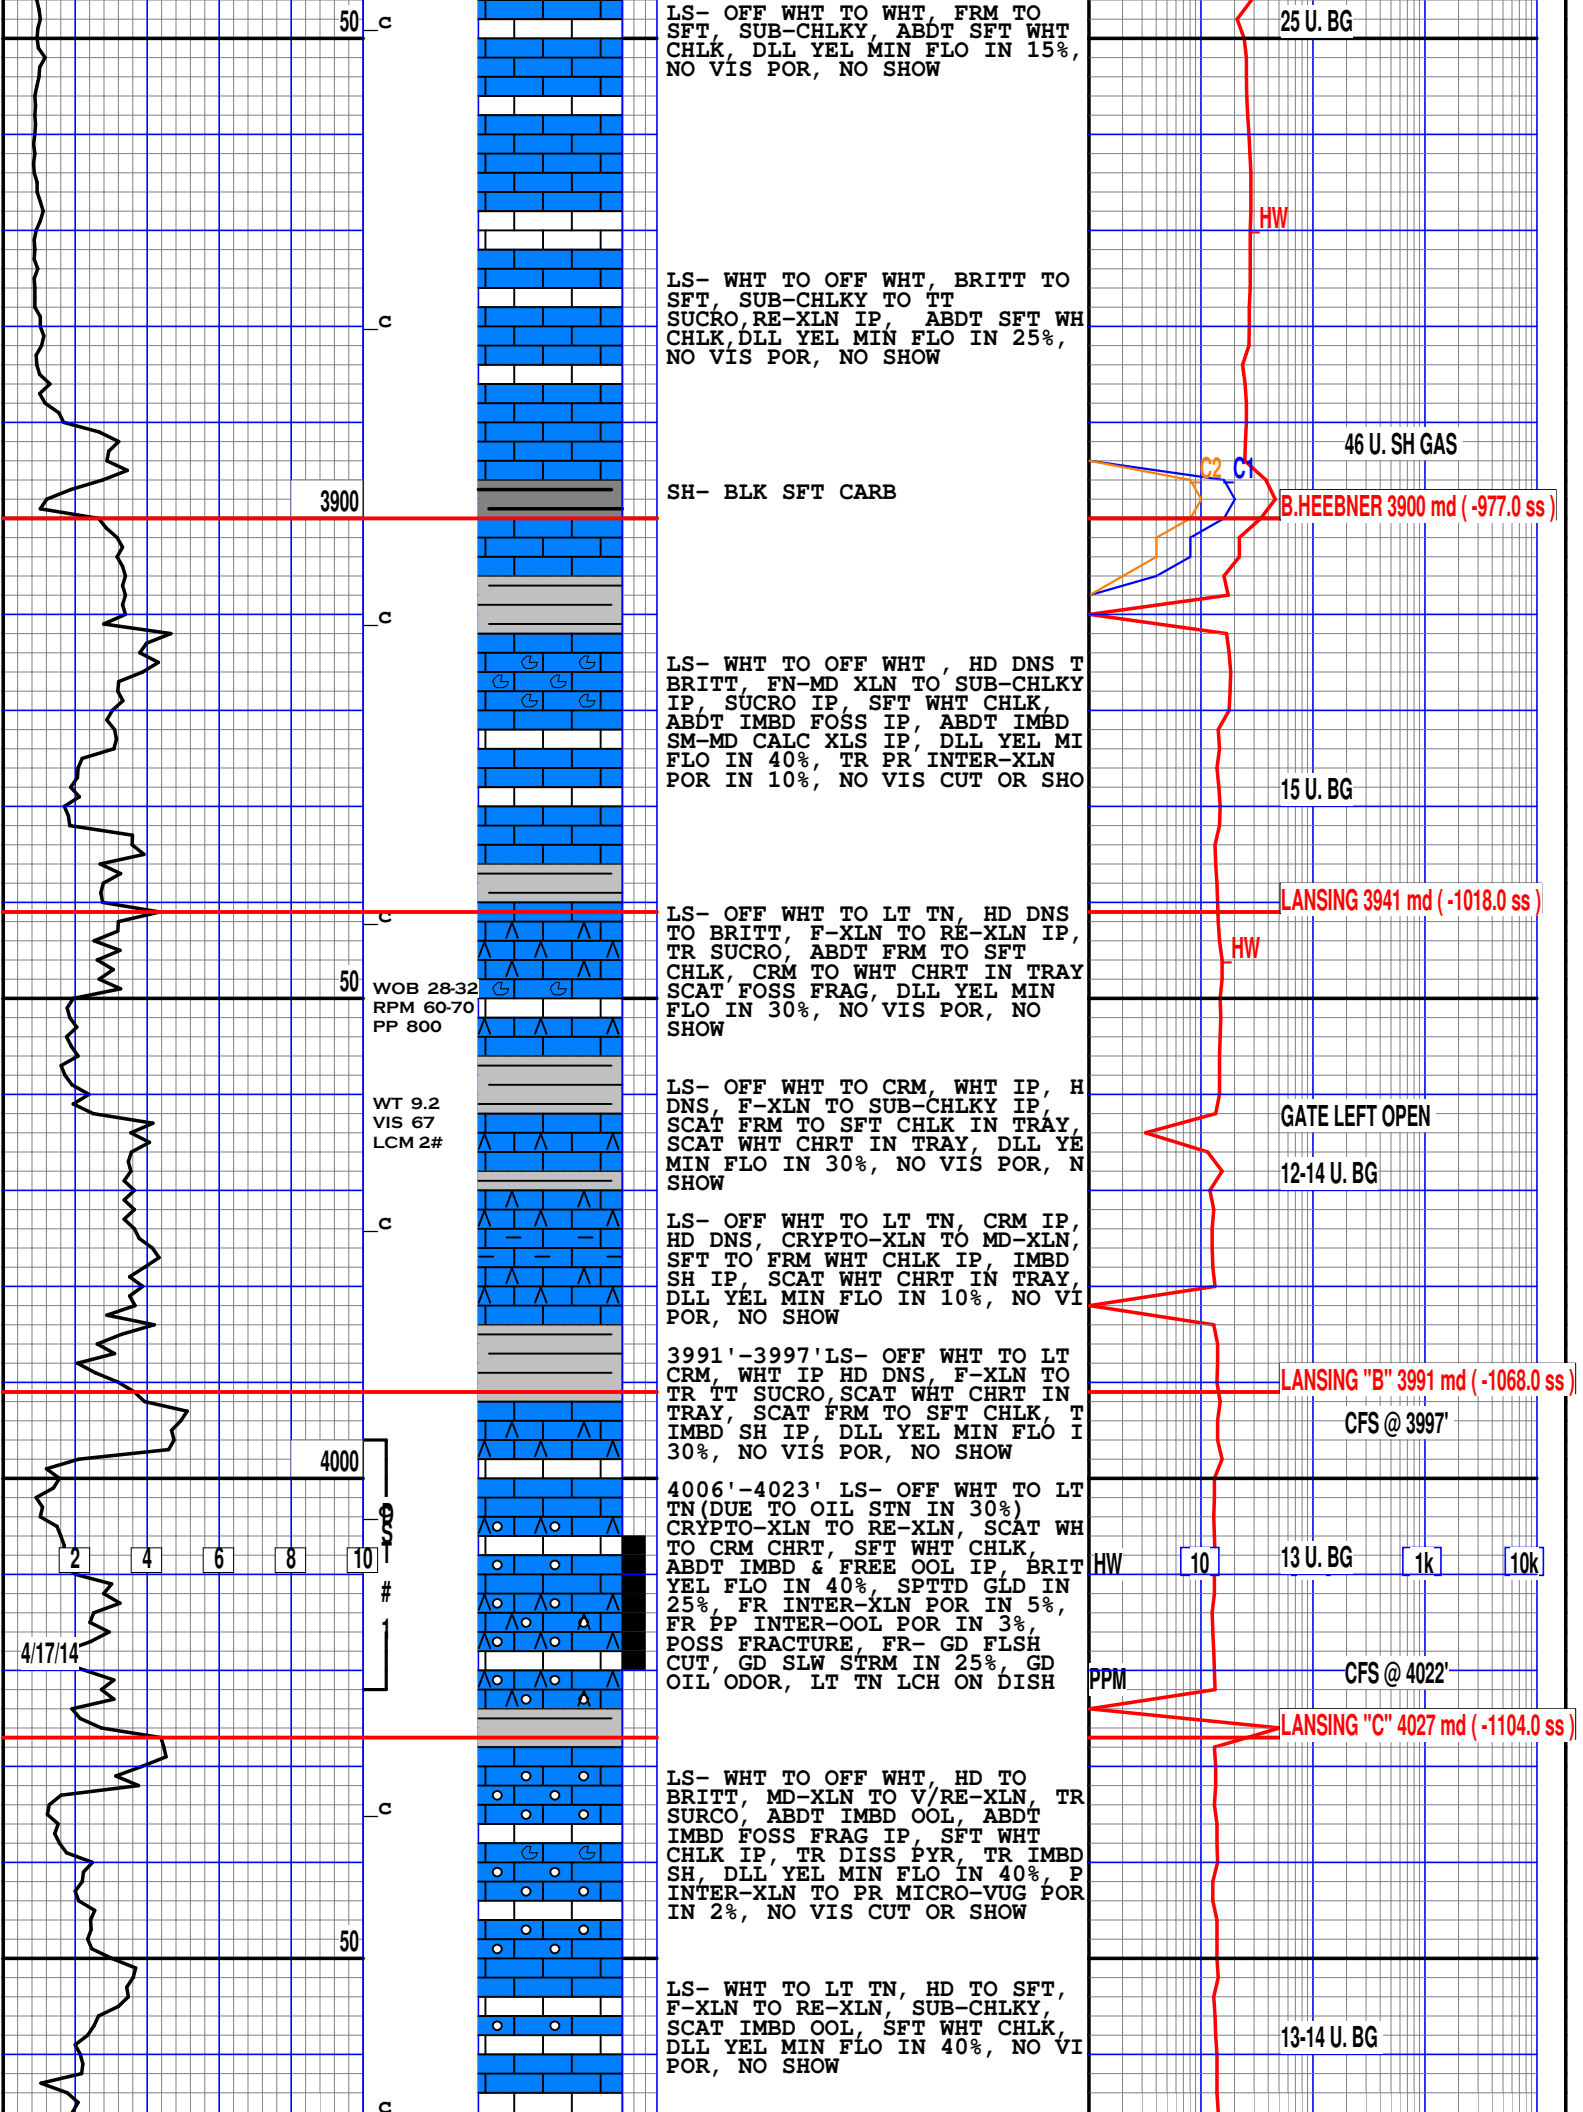 50
c
LS- OFF WHT TO WHT, FRM TO
SFT, SUB-CHLKY, ABDT SFT WHT
CHLK, DLL YEL MIN FLO IN 15%,
NO VIS POR, NO SHOW
25 U. BG
HW
c
LS- WHT TO OFF WHT, BRITT TO
SFT, SUB-CHLKY TO TT
SUCRO,RE-XLN IP, ABDT SFT WH
CHLK,DLL YEL MIN FLO IN 25%,
NO VIS POR, NO SHOW
46 U. SH GAS
C2 C1
3900
SH- BLK SFT CARB
B.HEEBNER 3900 md ( -977.0 ss )
c
LS- WHT TO OFF WHT , HD DNS T
BRITT, FN-MD XLN TO SUB-CHLKY
IP, SUCRO IP, SFT WHT CHLK,
ABDT IMBD FOSS IP, ABDT IMBD
SM-MD CALC XLS IP, DLL YEL MI
FLO IN 40%, TR PR INTER-XLN
POR IN 10%, NO VIS CUT OR SHO
15 U. BG
LANSING 3941 md ( -1018.0 ss )
c
LS- OFF WHT TO LT TN, HD DNS
TO BRITT, F-XLN TO RE-XLN IP,
TR SUCRO, ABDT FRM TO SFT
CHLK, CRM TO WHT CHRT IN TRAY
SCAT FOSS FRAG, DLL YEL MIN
FLO IN 30%, NO VIS POR, NO
SHOW
HW
50
WOB 28-32
RPM 60-70
PP 800
WT 9.2
VIS 67
LCM 2#
LS- OFF WHT TO CRM, WHT IP, H
DNS, F-XLN TO SUB-CHLKY IP,
SCAT FRM TO SFT CHLK IN TRAY,
SCAT WHT CHRT IN TRAY, DLL YE
MIN FLO IN 30%, NO VIS POR, N
SHOW
GATE LEFT OPEN
12-14 U. BG
c
LS- OFF WHT TO LT TN, CRM IP,
HD DNS, CRYPTO-XLN TO MD-XLN,
SFT TO FRM WHT CHLK IP, IMBD
SH IP, SCAT WHT CHRT IN TRAY,
DLL YEL MIN FLO IN 10%, NO VI
POR, NO SHOW
3991'-3997'LS- OFF WHT TO LT
CRM, WHT IP HD DNS, F-XLN TO
TR TT SUCRO,SCAT WHT CHRT IN
TRAY, SCAT FRM TO SFT CHLK, T
IMBD SH IP, DLL YEL MIN FLO I
30%, NO VIS POR, NO SHOW
LANSING "B" 3991 md ( -1068.0 ss )
CFS @ 3997'
4000
c
DST # 1
4006'-4023' LS- OFF WHT TO LT
TN(DUE TO OIL STN IN 30%)
CRYPTO-XLN TO RE-XLN, SCAT WH
TO CRM CHRT, SFT WHT CHLK,
ABDT IMBD & FREE OOL IP, BRIT
YEL FLO IN 40%, SPTTD GLD IN
25%, FR INTER-XLN POR IN 5%,
FR PP INTER-OOL POR IN 3%,
POSS FRACTURE, FR- GD FLSH
CUT, GD SLW STRM IN 25%, GD
OIL ODOR, LT TN LCH ON DISH
2 4 6 8 10
HW 10 13 U. BG 1k 10k
4/17/14
PPM
CFS @ 4022'
LANSING "C" 4027 md ( -1104.0 ss )
c
LS- WHT TO OFF WHT, HD TO
BRITT, MD-XLN TO V/RE-XLN, TR
SURCO, ABDT IMBD OOL, ABDT
IMBD FOSS FRAG IP, SFT WHT
CHLK IP, TR DISS PYR, TR IMBD
SH, DLL YEL MIN FLO IN 40%, P
INTER-XLN TO PR MICRO-VUG POR
IN 2%, NO VIS CUT OR SHOW
50
LS- WHT TO LT TN, HD TO SFT,
F-XLN TO RE-XLN, SUB-CHLKY,
SCAT IMBD OOL, SFT WHT CHLK,
DLL YEL MIN FLO IN 40%, NO VI
POR, NO SHOW
13-14 U. BG
c